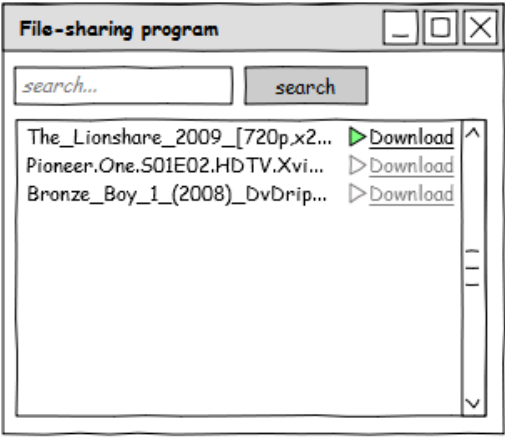 File-sharing program
search...
search
The_Lionshare_2009_[720p,x2... Download
Pioneer.One.S01E02.HDTV.Xvi... Download
Bronze_Boy_1_(2008)_DvDrip... Download